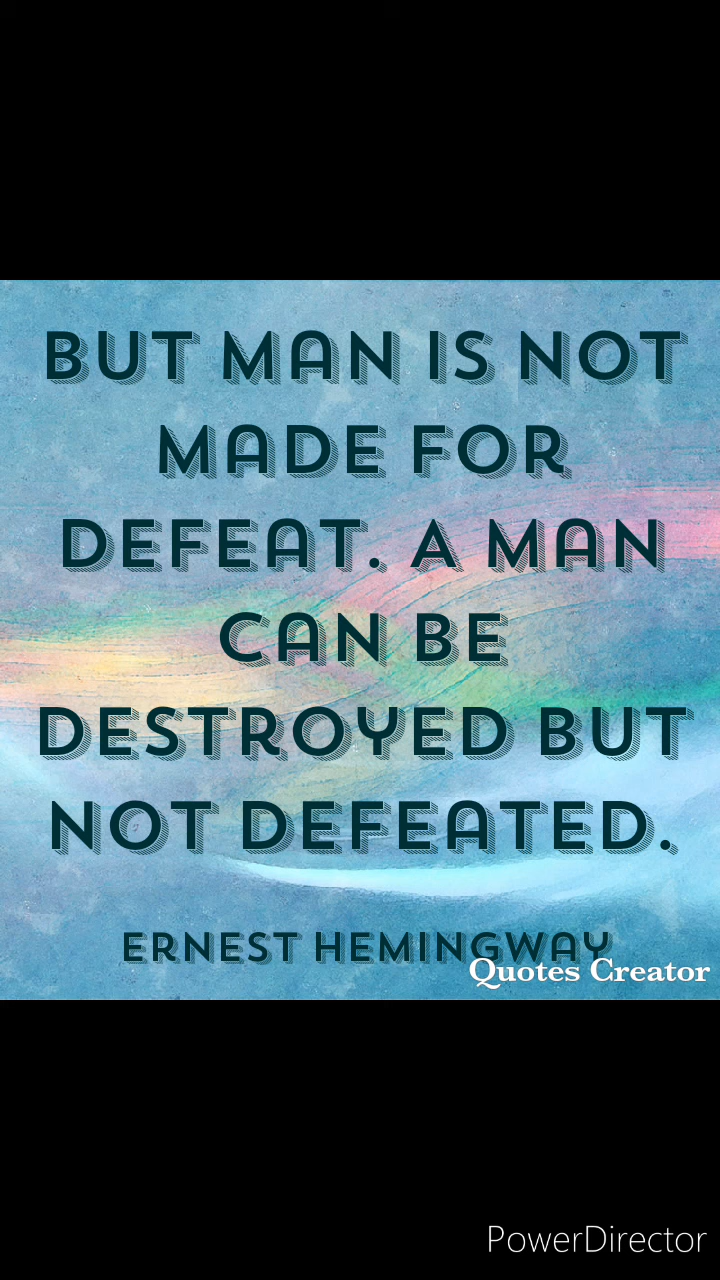 BUT MAN IS NOT
MADE FOR
DEFEAT. A MAN
CAN BE
DESTROYED BUT
NOT DEFEATED.
ERNEST HEMINGWAY
Quotes Creator
PowerDirector